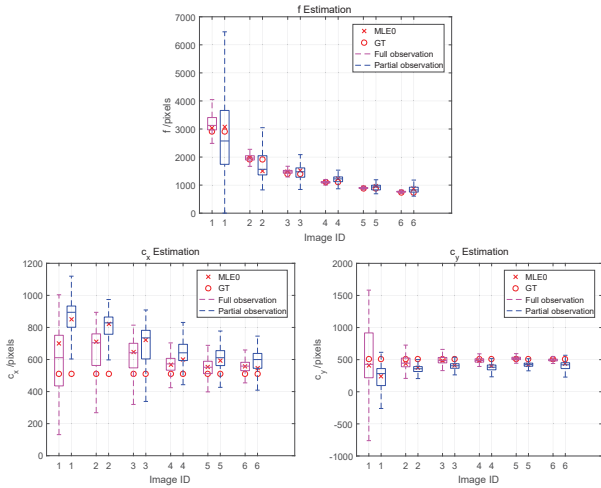 f Estimation
7000
6000
5000
4000
3000
2000
1000
0
f /pixels
MLE0
GT
Full observation
Partial observation
1 1 2 2 3 3 4 4 5 5 6 6
Image ID
c_x Estimation
1200
1000
800
600
400
200
0
c_x /pixels
MLE0
GT
Full observation
Partial observation
1 1 2 2 3 3 4 4 5 5 6 6
Image ID
c_y Estimation
2000
1500
1000
500
0
-500
-1000
c_y /pixels
MLE0
GT
Full observation
Partial observation
1 1 2 2 3 3 4 4 5 5 6 6
Image ID